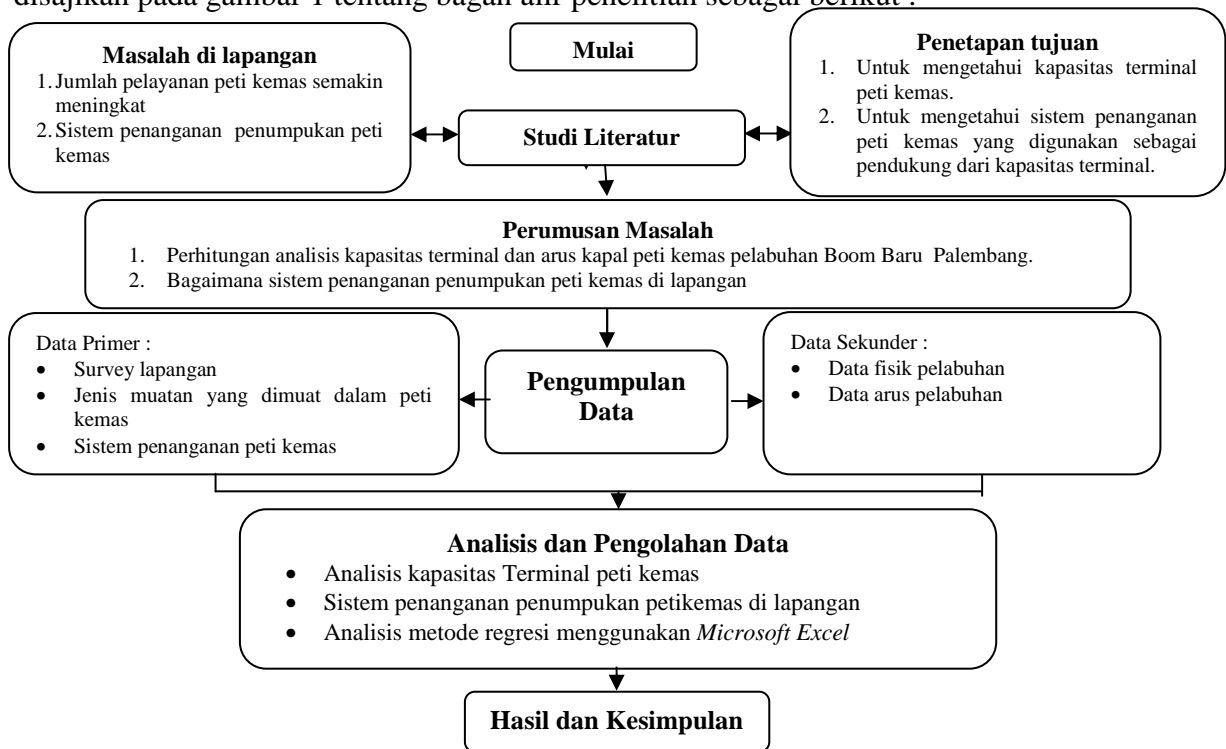 disajikan pada gambar 1 tentang bagan alir penelitian sebagai berikut :
Mulai
Masalah di lapangan
1. Jumlah pelayanan peti kemas semakin
meningkat
2. Sistem penanganan penumpukan peti
kemas
Studi Literatur
Penetapan tujuan
1. Untuk mengetahui kapasitas terminal
peti kemas.
2. Untuk mengetahui sistem penanganan
peti kemas yang digunakan sebagai
pendukung dari kapasitas terminal.
Perumusan Masalah
1. Perhitungan analisis kapasitas terminal dan arus kapal peti kemas pelabuhan Boom Baru Palembang.
2. Bagaimana sistem penanganan penumpukan peti kemas di lapangan
Data Primer :
• Survey lapangan
• Jenis muatan yang dimuat dalam peti
kemas
• Sistem penanganan peti kemas
Pengumpulan
Data
Data Sekunder :
• Data fisik pelabuhan
• Data arus pelabuhan
Analisis dan Pengolahan Data
• Analisis kapasitas Terminal peti kemas
• Sistem penanganan penumpukan petikemas di lapangan
• Analisis metode regresi menggunakan Microsoft Excel
Hasil dan Kesimpulan